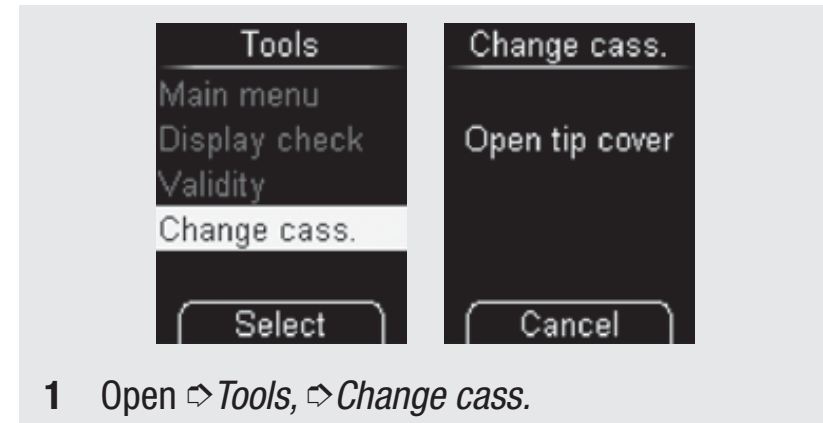 Tools
Main menu
Display check
Validity
Change cass.
Select
Change cass.
Open tip cover
Cancel
1 Open ➯Tools, ➯Change cass.